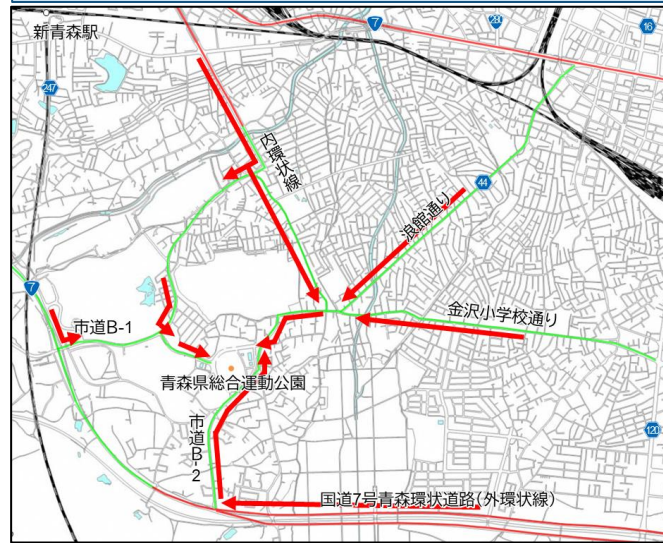 新青森駅
7
280
16
247
内環状線
44
浪館通り
7
市道B-1
金沢小学校通り
青森県総合運動公園
市道B-2
120
国道7号青森環状道路(外環状線)